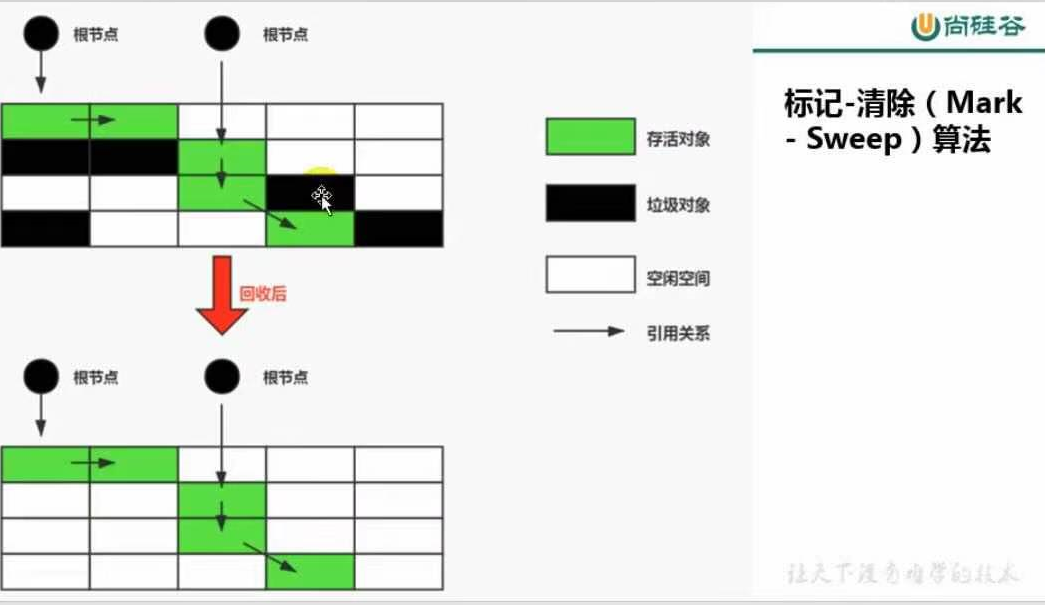 根节点
根节点
尚硅谷
标记-清除（Mark
- Sweep）算法
存活对象
垃圾对象
空闲空间
引用关系
回收后
根节点
根节点
让天下没有难学的技术